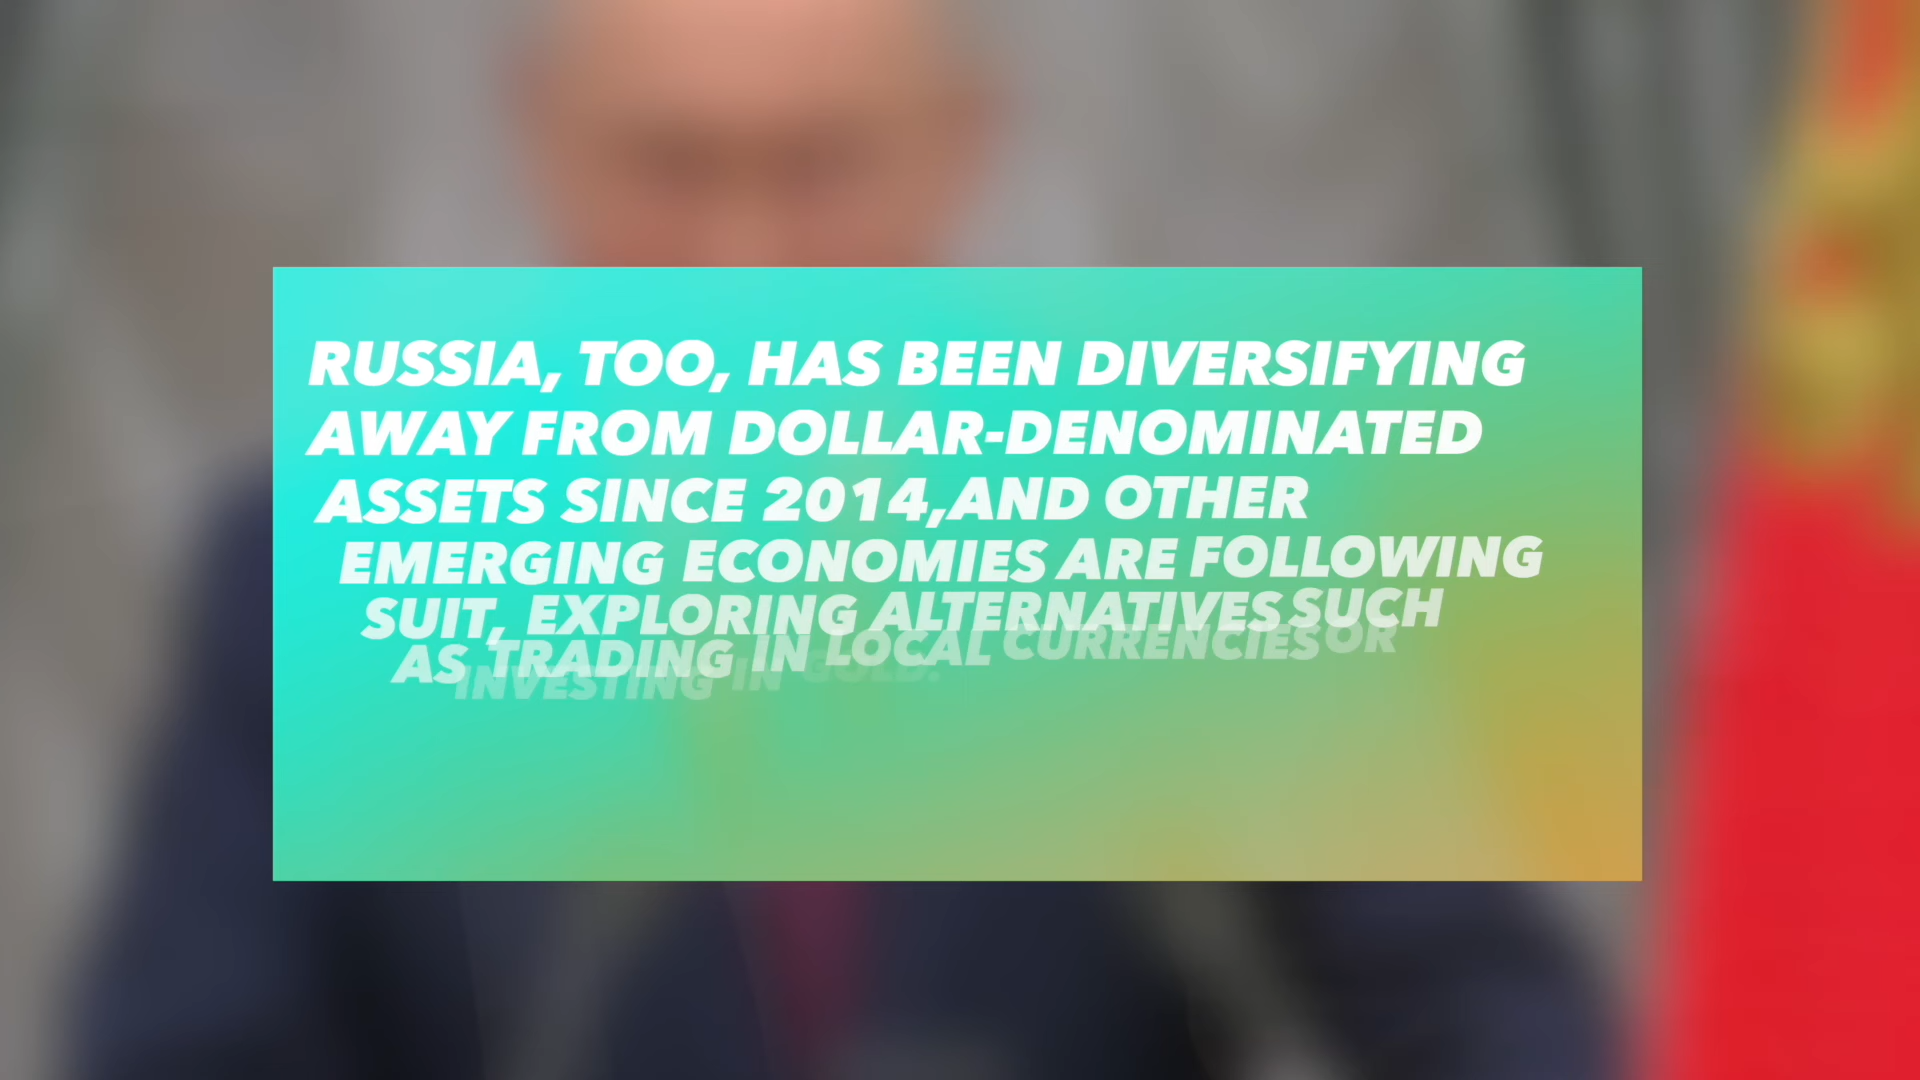 RUSSIA, TOO, HAS BEEN DIVERSIFYING
AWAY FROM DOLLAR-DENOMINATED
ASSETS SINCE 2014,AND OTHER
EMERGING ECONOMIES ARE FOLLOWING
SUIT, EXPLORING ALTERNATIVES SUCH
AS TRADING IN LOCAL CURRENCIES OR
INVESTING IN GOLD.